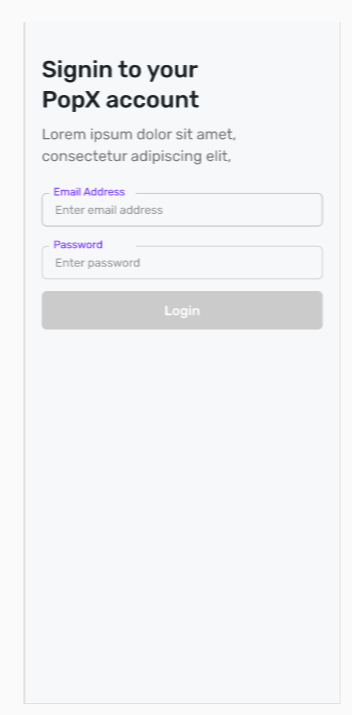 Signin to your
PopX account
Lorem ipsum dolor sit amet,
consectetur adipiscing elit,
Email Address
Enter email address
Password
Enter password
Login